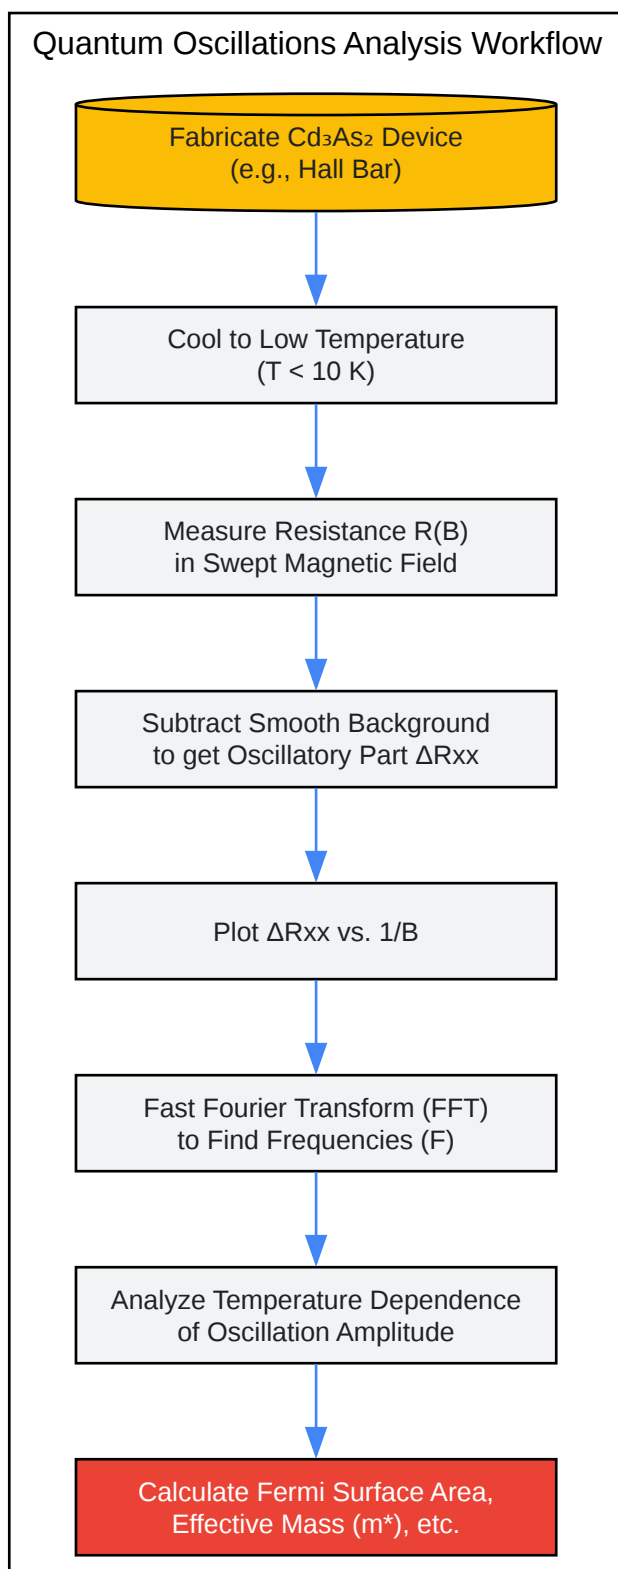 Quantum Oscillations Analysis Workflow
Fabricate Cd₃As₂ Device
(e.g., Hall Bar)
Cool to Low Temperature
(T < 10 K)
Measure Resistance R(B)
in Swept Magnetic Field
Subtract Smooth Background
to get Oscillatory Part ΔRxx
Plot ΔRxx vs. 1/B
Fast Fourier Transform (FFT)
to Find Frequencies (F)
Analyze Temperature Dependence
of Oscillation Amplitude
Calculate Fermi Surface Area,
Effective Mass (m*), etc.